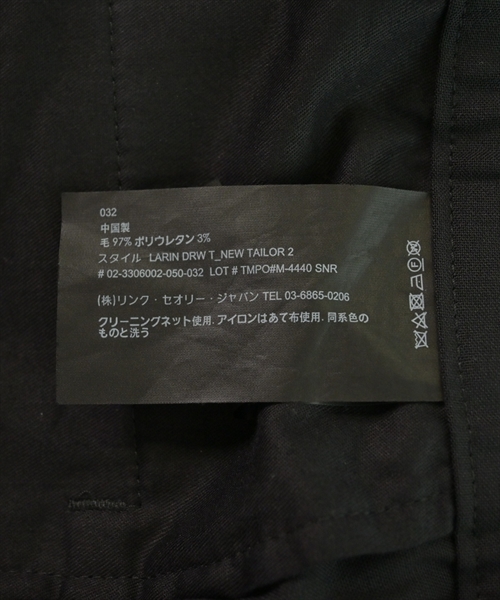 032
中国製
毛 97% ポリウレタン 3%
スタイル LARIN DRW T_NEW TAILOR 2
# 02-3306002-050-032 LOT # TMPO#M-4440 SNR
(株)リンク・セオリー・ジャパン TEL 03-6865-0206
クリーニングネット使用. アイロンはあて布使用. 同系色の
ものと洗う